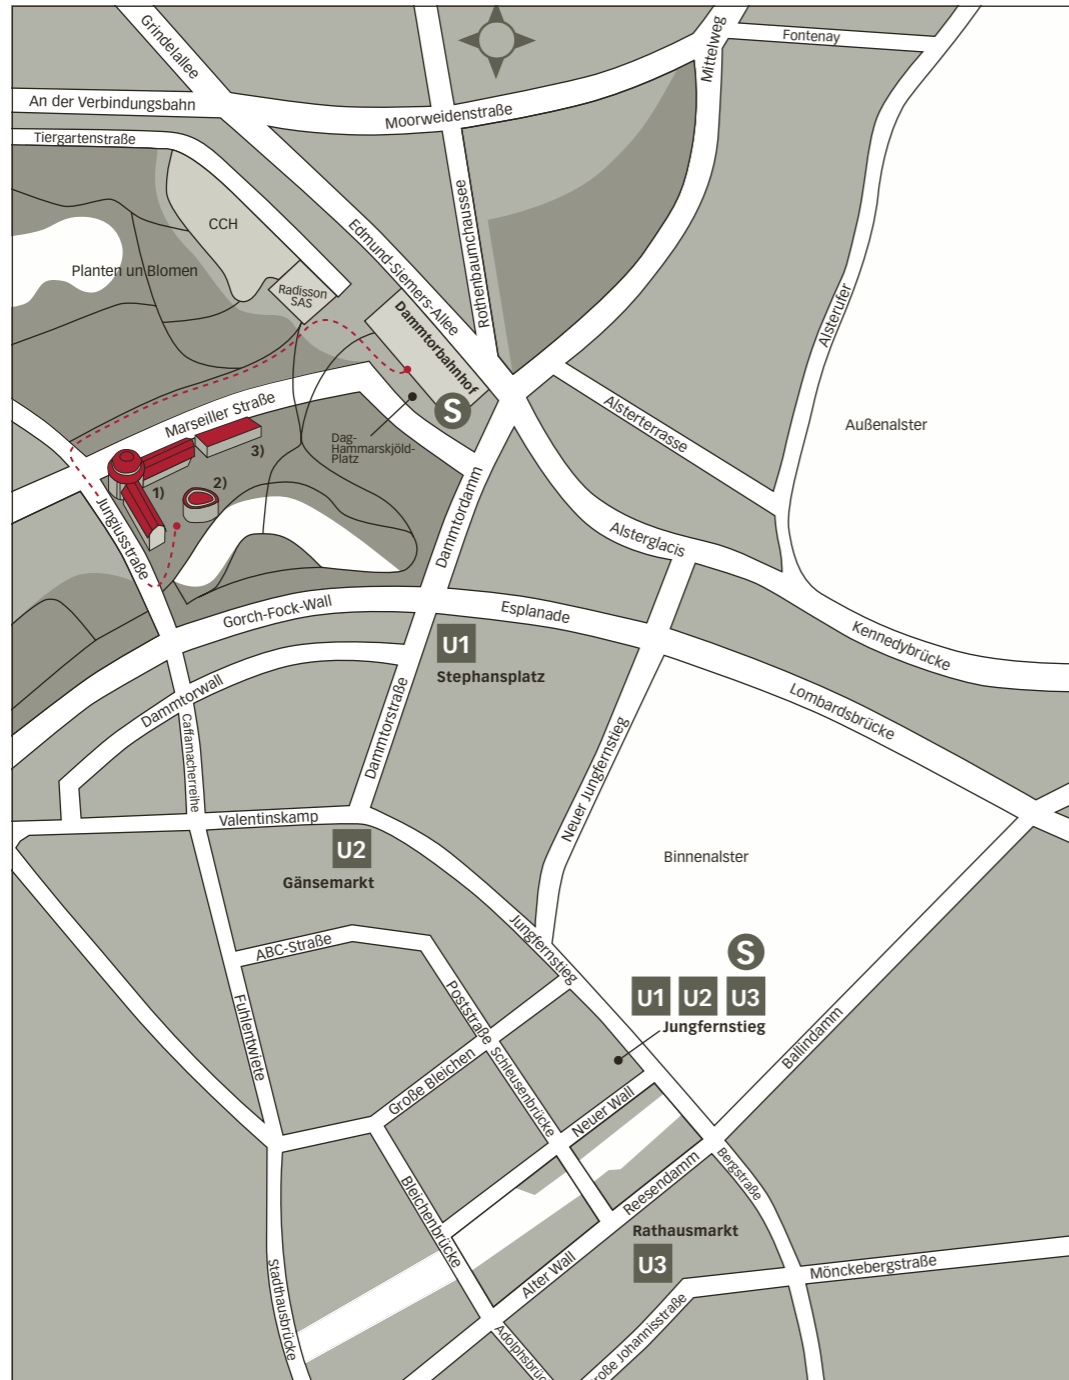 Grindelallee
Fontenay
Mittelweg
An der Verbindungsbahn
Moorweidenstraße
Tiergartenstraße
CCH
Rothenbaumchaussee
Edmund-Siemers-Allee
Planten un Blomen
Radisson
SAS
Dammtorbahnhof
Alsterufer
S
Marseiller Straße
Alsterterrasse
Außenalster
Dag-
Hammarskjöld-
Platz
3)
1)
2)
Jungiusstraße
Dammtordamm
Alsterglacis
Gorch-Fock-Wall
Esplanade
Kennedybrücke
U1
Stephansplatz
Dammtorwall
Lombardsbrücke
Caffamacherreihe
Dammtorstraße
Neuer Jungfernstieg
Valentinskamp
U2
Gänsemarkt
Binnenalster
Jungfernstieg
ABC-Straße
S
U1 U2 U3
Jungfernstieg
Poststraße
Fuhlentwiete
Ballindamm
Große Bleichen
Schleusenbrücke
Neuer Wall
Bergstraße
Reesendamm
Bleichenbrücke
Rathausmarkt
U3
Alter Wall
Mönckebergstraße
Stadthausbrücke
Adolphsbrüc
roße Johannisstraße